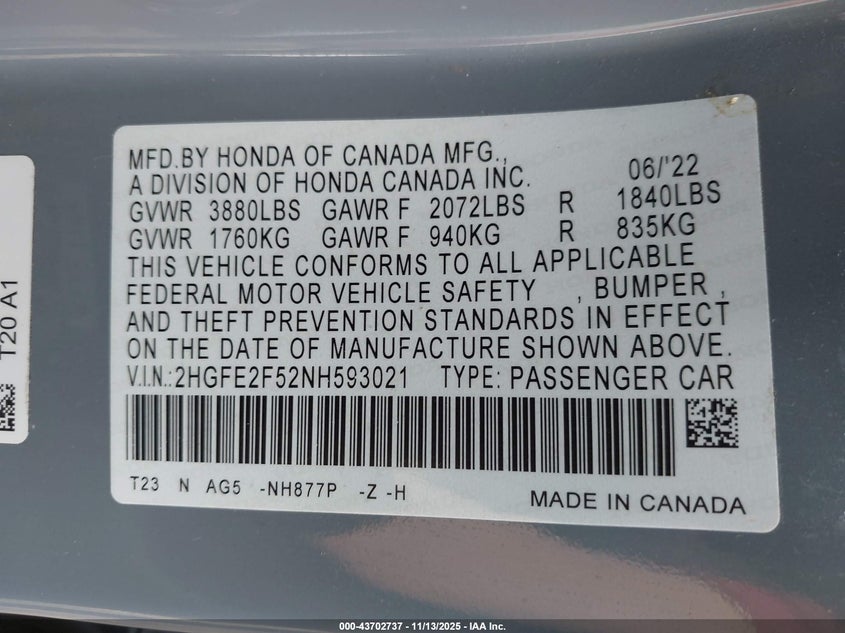 MFD.BY HONDA OF CANADA MFG., 06/'22
A DIVISION OF HONDA CANADA INC.
GVWR 3880LBS GAWR F 2072LBS R 1840LBS
GVWR 1760KG GAWR F 940KG R 835KG
THIS VEHICLE CONFORMS TO ALL APPLICABLE
FEDERAL MOTOR VEHICLE SAFETY , BUMPER ,
AND THEFT PREVENTION STANDARDS IN EFFECT
ON THE DATE OF MANUFACTURE SHOWN ABOVE.
V.I.N.:2HGFE2F52NH593021 TYPE: PASSENGER CAR
T23 N AG5 -NH877P -Z -H
MADE IN CANADA
T20 A1
000-43702737 - 11/13/2025 - IAA Inc.